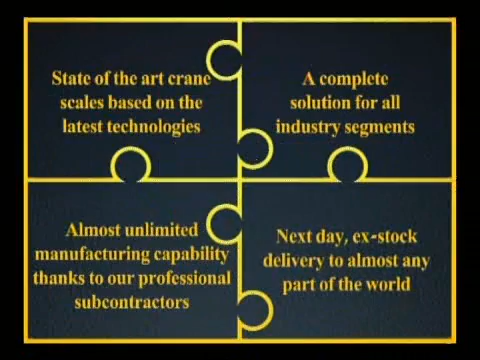 State of the art crane
scales based on the
latest technologies
A complete
solution for all
industry segments
Almost unlimited
manufacturing capability
thanks to our professional
subcontractors
Next day, ex-stock
delivery to almost any
part of the world